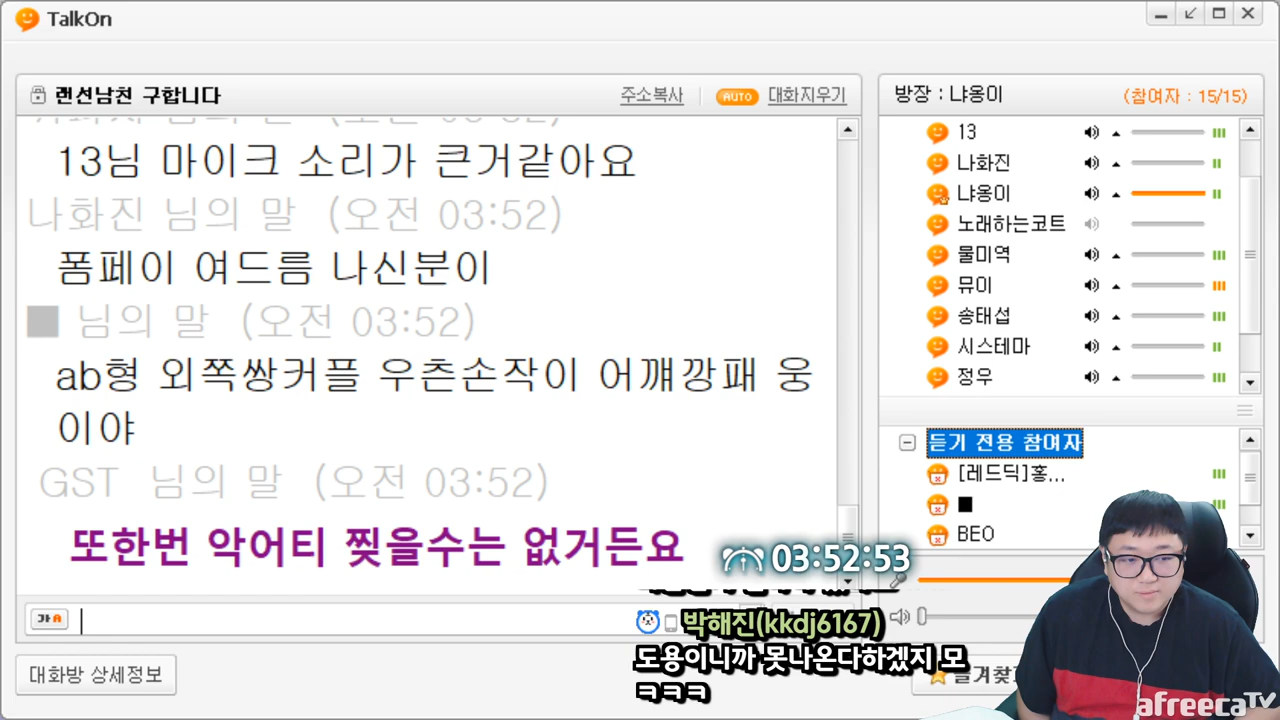 TalkOn
랜선남친 구합니다
주소복사
AUTO 대화지우기
13님 마이크 소리가 큰거같아요
나화진 님의 말 (오전 03:52)
폼페이 여드름 나신분이
■ 님의 말 (오전 03:52)
ab형 외쪽쌍커플 우츤손작이 어깨깡패 웅
이야
GST 님의 말 (오전 03:52)
또한번 악어티 찢을수는 없거든요
가A
대화방 상세정보
방장 : 냐옹이
(참여자 : 15/15)
13
나화진
냐옹이
노래하는코트
물미역
뮤이
송태섭
시스테마
정우
듣기 전용 참여자
[레드딕]홍...
■
BEO
03:52:53
박해진(kkdj6167)
도용이니까 못나온다하겠지 모
ㅋㅋㅋ
즐겨찾
afreecaTV